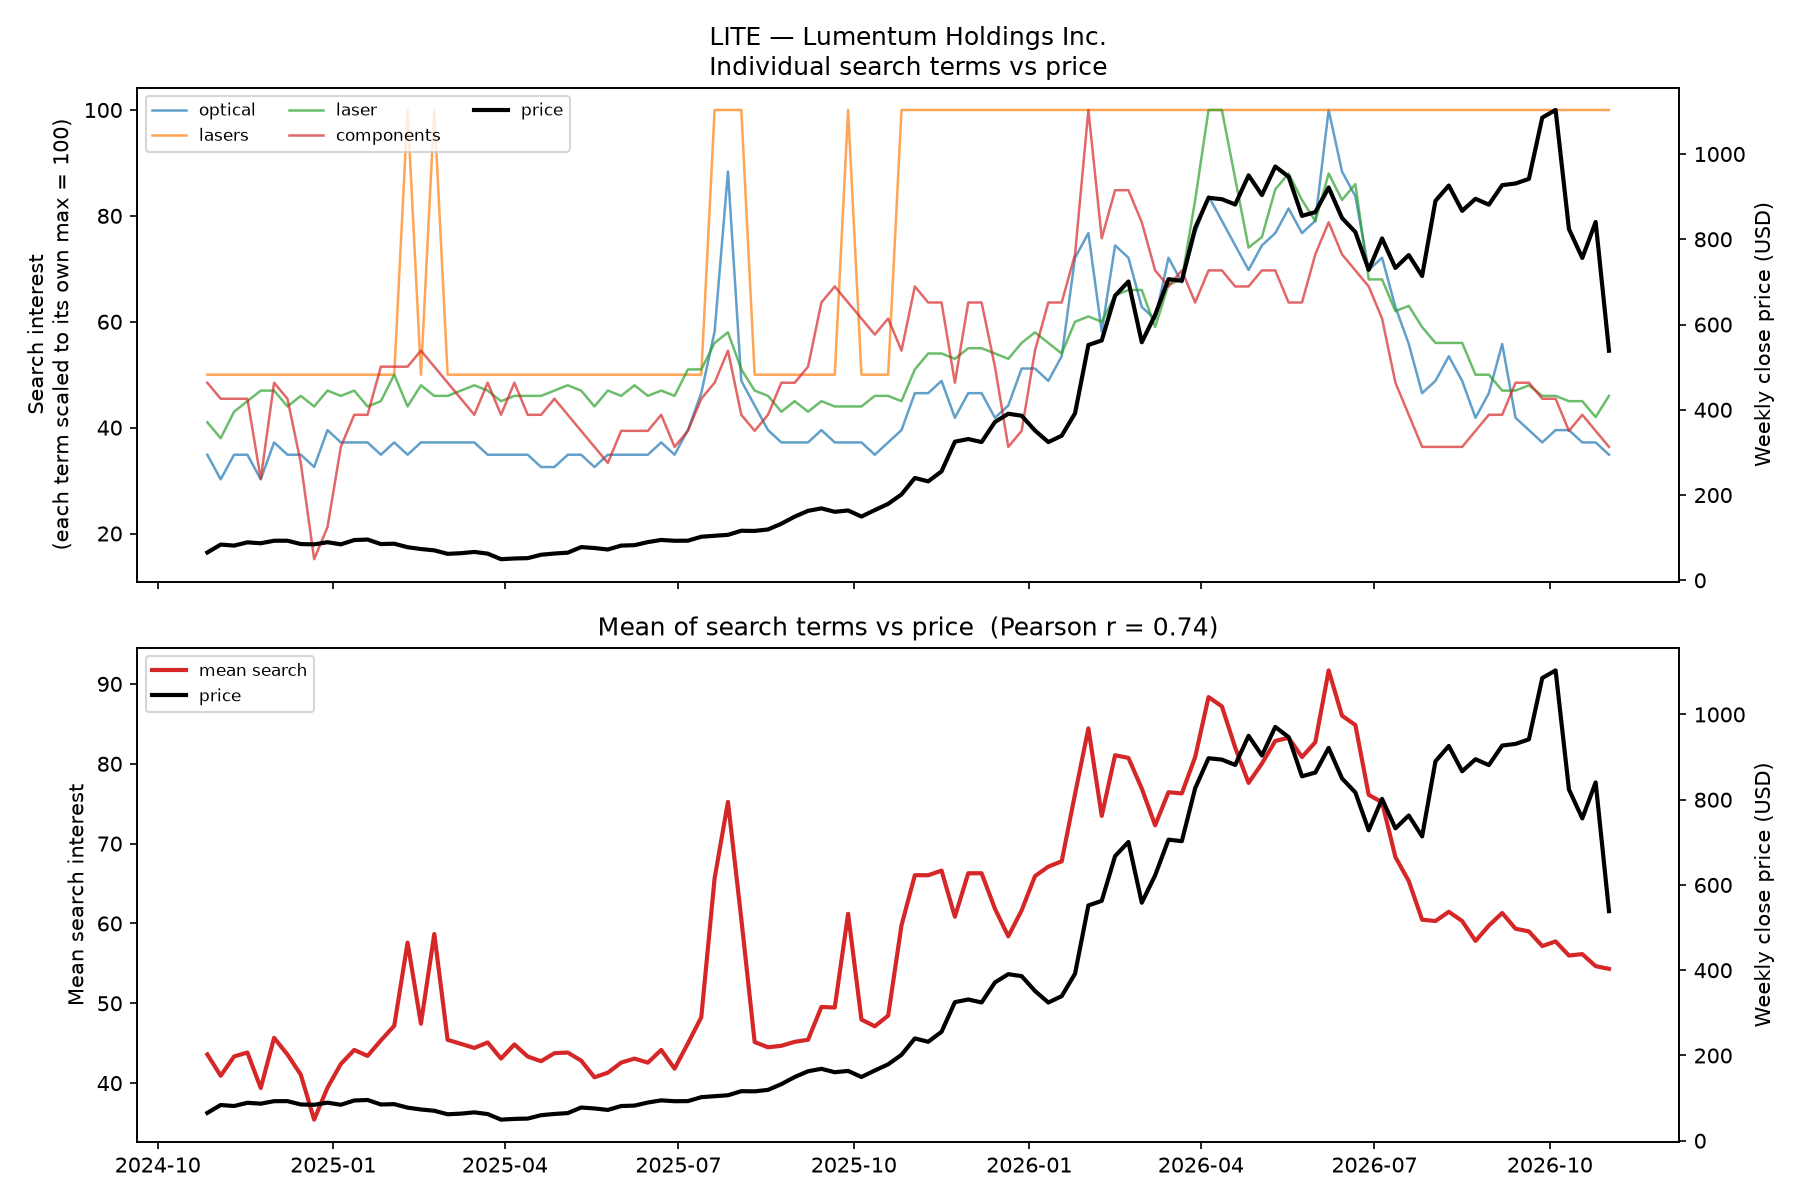 LITE — Lumentum Holdings Inc.
Individual search terms vs price
optical
lasers
laser
components
price
Search interest
(each term scaled to its own max = 100)
100
80
60
40
20
Weekly close price (USD)
1000
800
600
400
200
0
Mean of search terms vs price (Pearson r = 0.74)
mean search
price
Mean search interest
90
80
70
60
50
40
Weekly close price (USD)
1000
800
600
400
200
0
2024-10 2025-01 2025-04 2025-07 2025-10 2026-01 2026-04 2026-07 2026-10